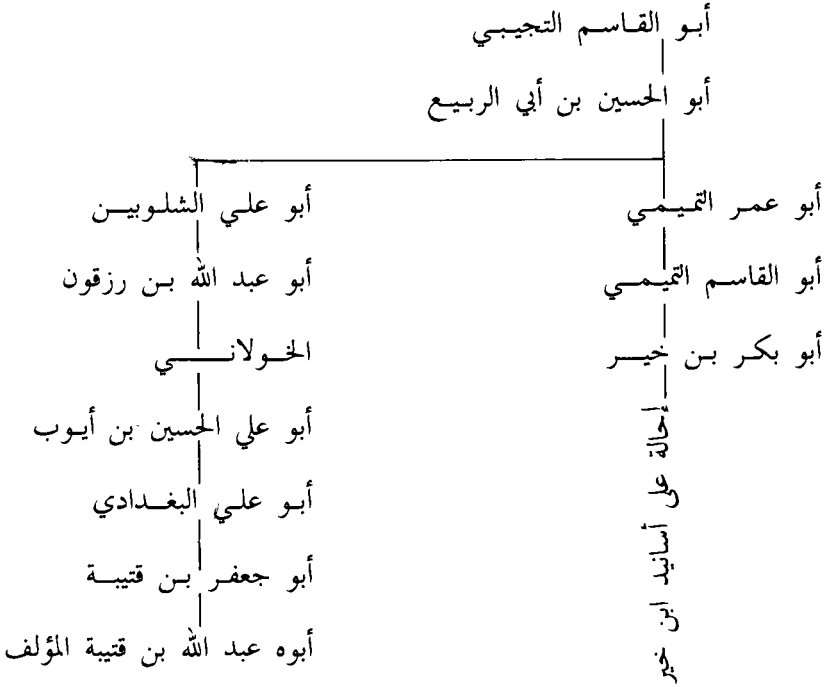 أبو القاسم التجيبي
أبو الحسين بن أبي الربيع
أبو عمر التميمي
أبو القاسم التميمي
أبو بكر بن خير
إحالة على أسانيد ابن خير
أبو علي الشلوبين
أبو عبد الله بن رزقون
الخولاني
أبو علي الحسين بن أيوب
أبو علي البغدادي
أبو جعفر بن قتيبة
أبوه عبد الله بن قتيبة المؤلف